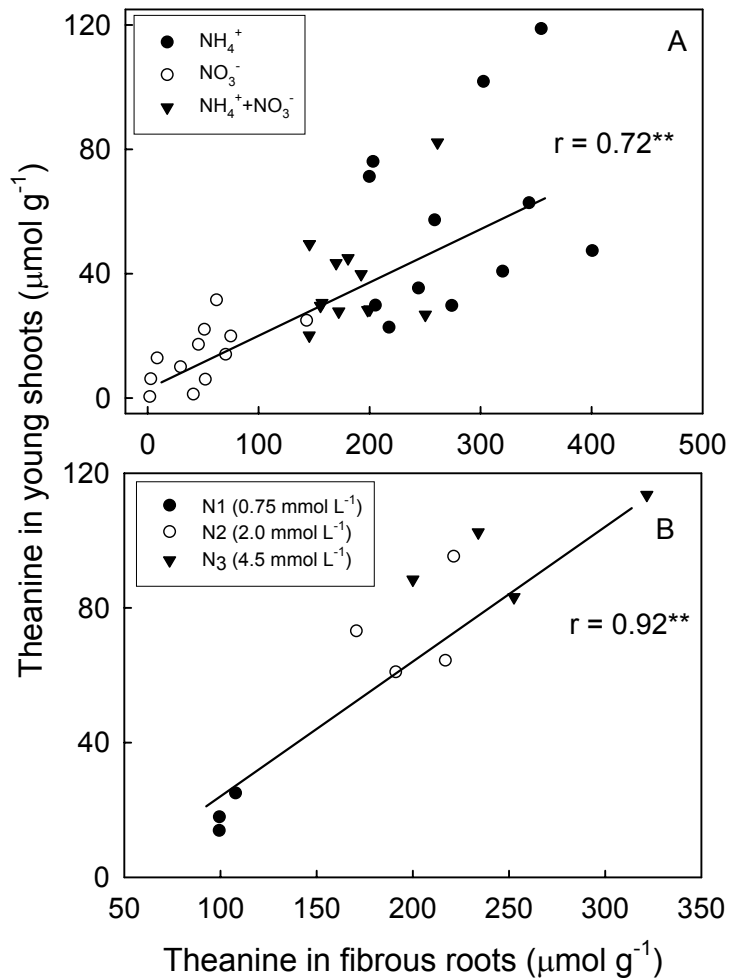 Theanine in young shoots (μmol g⁻¹)
120
80
40
0
NH₄⁺
NO₃⁻
NH₄⁺+NO₃⁻
A
r = 0.72**
0 100 200 300 400 500
120
80
40
0
N1 (0.75 mmol L⁻¹)
N2 (2.0 mmol L⁻¹)
N3 (4.5 mmol L⁻¹)
B
r = 0.92**
50 100 150 200 250 300 350
Theanine in fibrous roots (μmol g⁻¹)